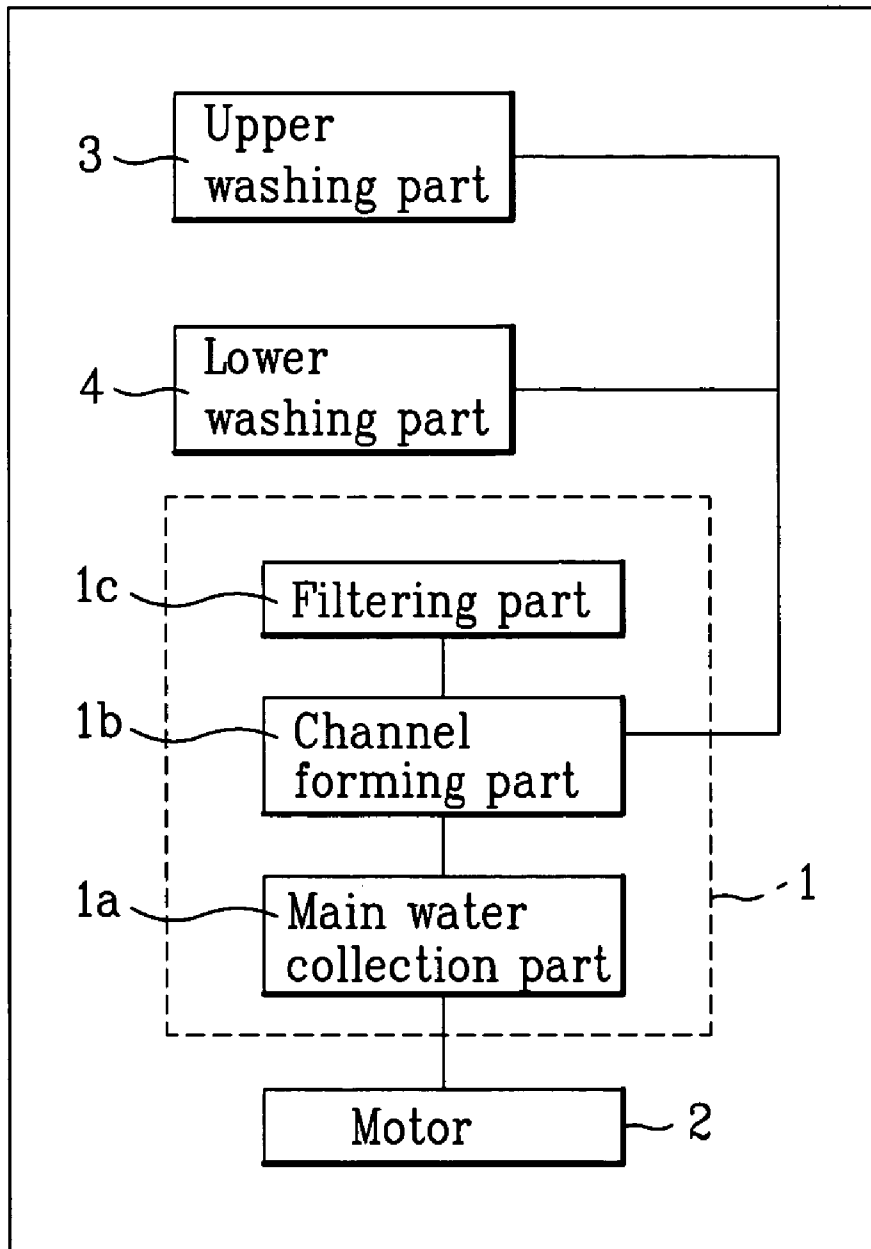 Upper
3
washing part
Lower
4
washing part
1c
Filtering part
1b
Channel
forming part
1a
Main water
collection part
1
Motor
2